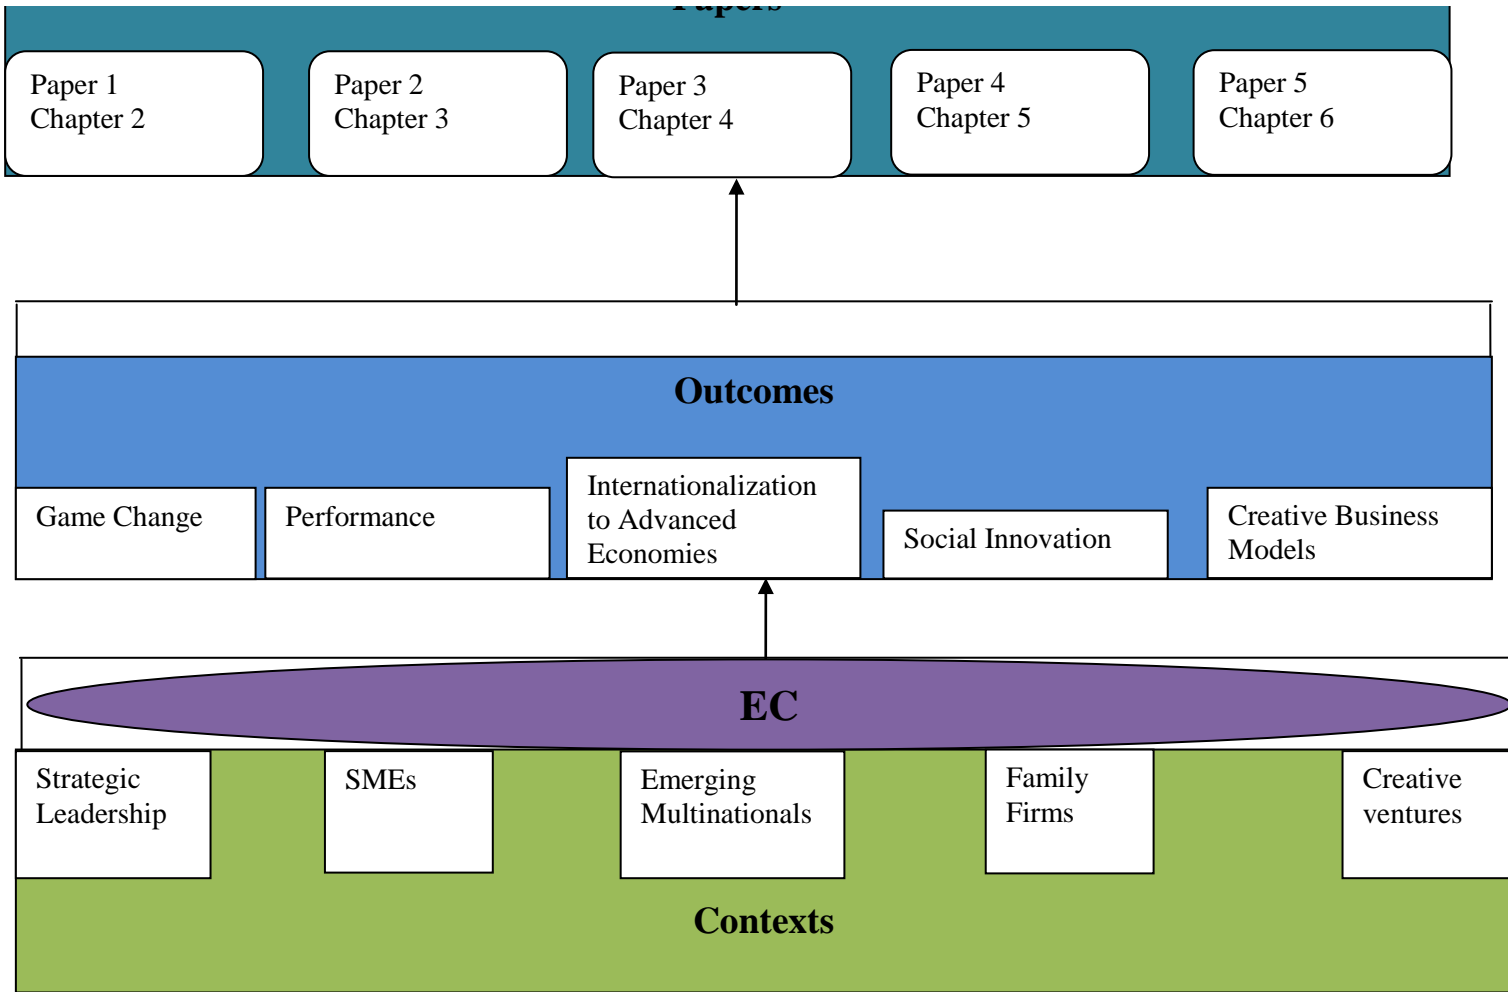 Papers
Paper 1
Chapter 2
Paper 2
Chapter 3
Paper 3
Chapter 4
Paper 4
Chapter 5
Paper 5
Chapter 6
Outcomes
Game Change
Performance
Internationalization
to Advanced
Economies
Social Innovation
Creative Business
Models
EC
Strategic
Leadership
SMEs
Emerging
Multinationals
Family
Firms
Creative
ventures
Contexts